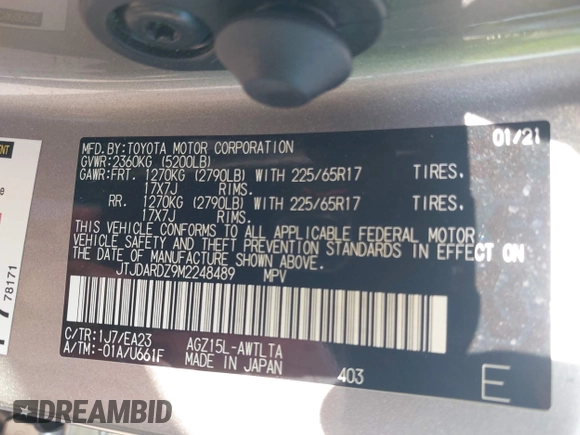 MFD.BY:TOYOTA MOTOR CORPORATION 01/21
GVWR:2360KG (5200LB)
GAWR:FRT. 1270KG (2790LB) WITH 225/65R17 TIRES.
17X7J RIMS.
RR. 1270KG (2790LB) WITH 225/65R17 TIRES.
17X7J RIMS.
THIS VEHICLE CONFORMS TO ALL APPLICABLE FEDERAL MOTOR
VEHICLE SAFETY AND THEFT PREVENTION STANDARDS IN EFFECT ON
THE DATE OF MANUFACTURE SHOWN ABOVE.
JTJDARDZ9M2248489 MPV
C/TR:1J7/EA23 AGZ15L-AWTLTA
A/TM:-01A/U661F MADE IN JAPAN 403 E
78171
DREAMBID